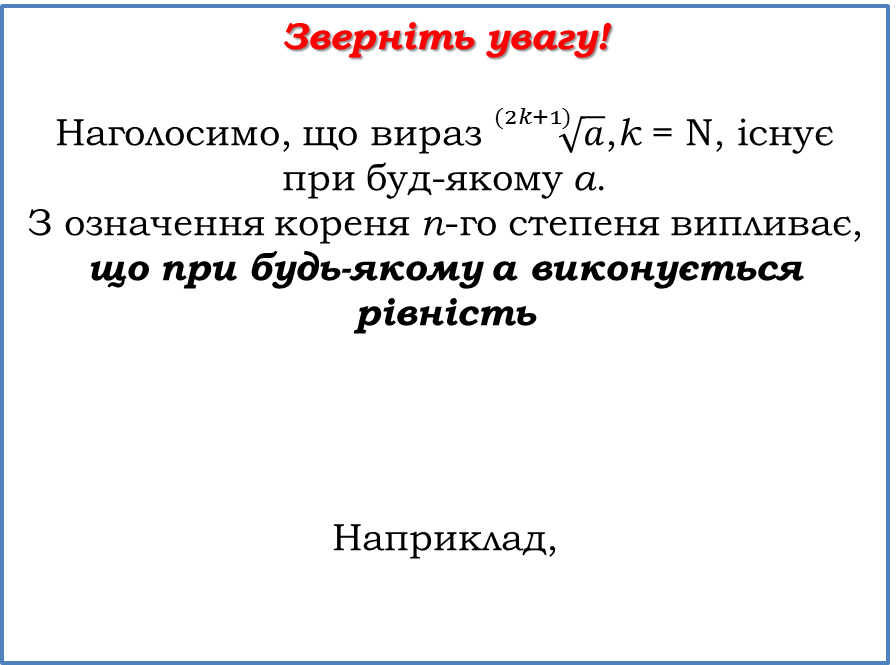 Зверніть увагу!
Наголосимо, що вираз ⁽²ᵏ⁺¹⁾√a, k = N, існує
при буд-якому a.
З означення кореня n-го степеня випливає,
що при будь-якому a виконується
рівність
Наприклад,